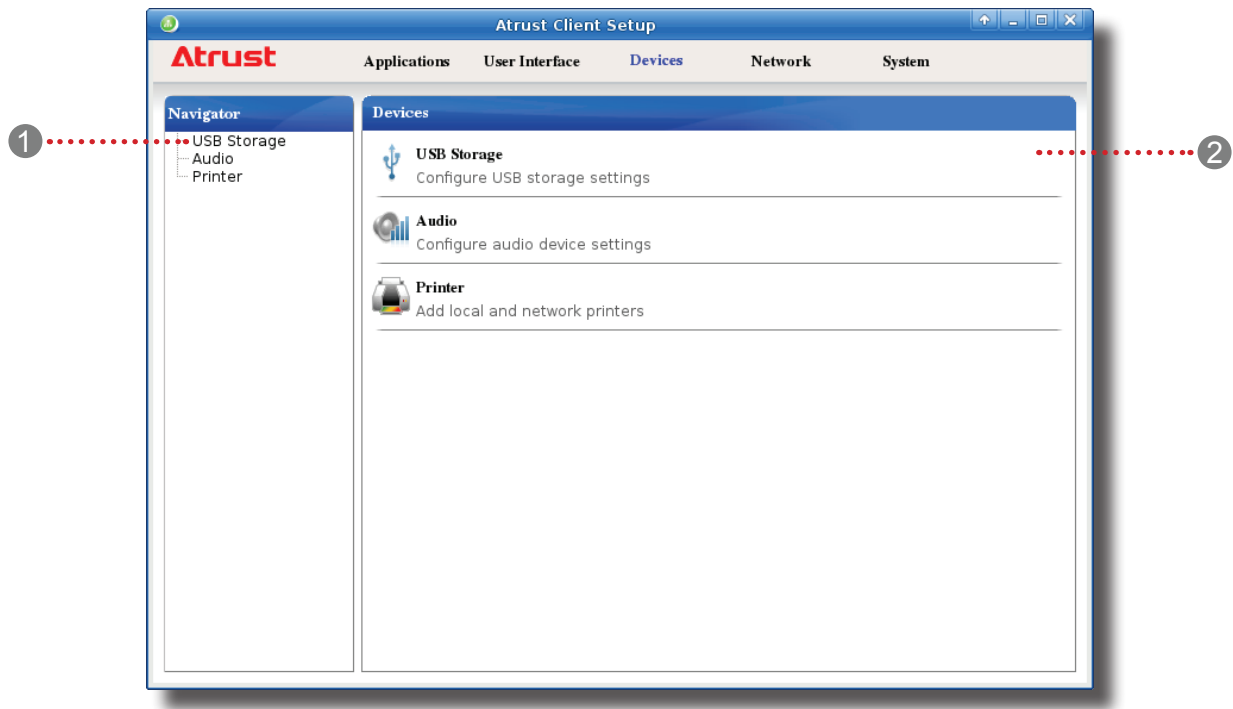 Atrust Client Setup
Atrust
Applications User Interface Devices Network System
Navigator
USB Storage
Audio
Printer
Devices
USB Storage
Configure USB storage settings
Audio
Configure audio device settings
Printer
Add local and network printers
1
2